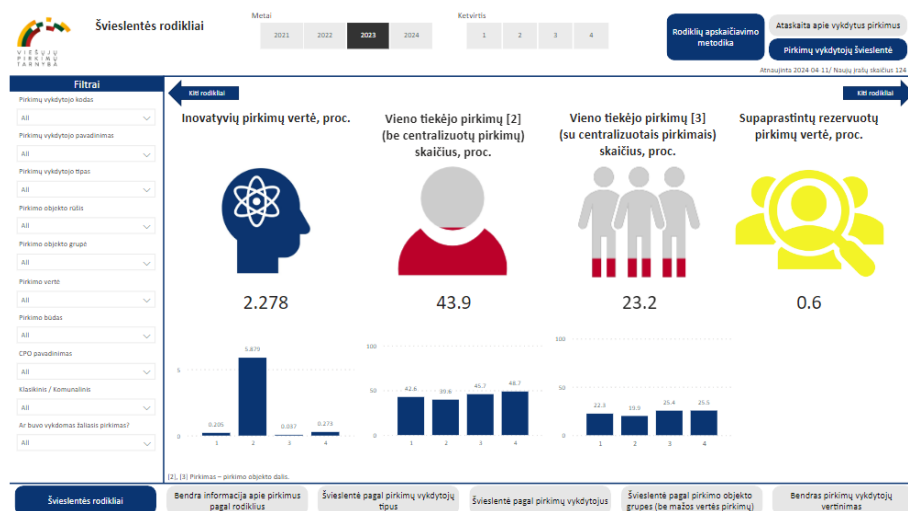 VIEŠŲJŲ
PIRKIMŲ
TARNYBA
Švieslentės rodikliai
Metai
2021 2022 2023 2024
Ketvirtis
1 2 3 4
Rodiklių apskaičiavimo
metodika
Ataskaita apie vykdytus pirkimus
Pirkimų vykdytojų švieslentė
Atnaujinta 2024-04-11/ Naujų įrašų skaičius 124
Filtrai
Pirkimų vykdytojo kodas
All
Pirkimų vykdytojo pavadinimas
All
Pirkimų vykdytojo tipas
All
Pirkimo objekto rūšis
All
Pirkimo objekto grupė
All
Pirkimo vertė
All
Pirkimo būdas
All
CPO pavadinimas
All
Klasikinis / Komunalinis
All
Ar buvo vykdomas žaliasis pirkimas?
All
Kiti rodikliai
Kiti rodikliai
Inovatyvių pirkimų vertė, proc.
2.278
5
0
0.205 5.879 0.037 0.273
1 2 3 4
Vieno tiekėjo pirkimų [2]
(be centralizuotų pirkimų)
skaičius, proc.
43.9
100
50
0
42.6 39.6 45.7 48.7
1 2 3 4
Vieno tiekėjo pirkimų [3]
(su centralizuotais pirkimais)
skaičius, proc.
23.2
100
50
0
22.3 19.9 25.4 25.5
1 2 3 4
Supaprastintų rezervuotų
pirkimų vertė, proc.
0.6
[2], [3] Pirkimas – pirkimo objekto dalis.
Švieslentės rodikliai
Bendra informacija apie pirkimus
pagal rodiklius
Švieslentė pagal pirkimų vykdytojų
tipus
Švieslentė pagal pirkimų vykdytojus
Švieslentė pagal pirkimo objekto
grupes (be mažos vertės pirkimų)
Bendras pirkimų vykdytojų
vertinimas